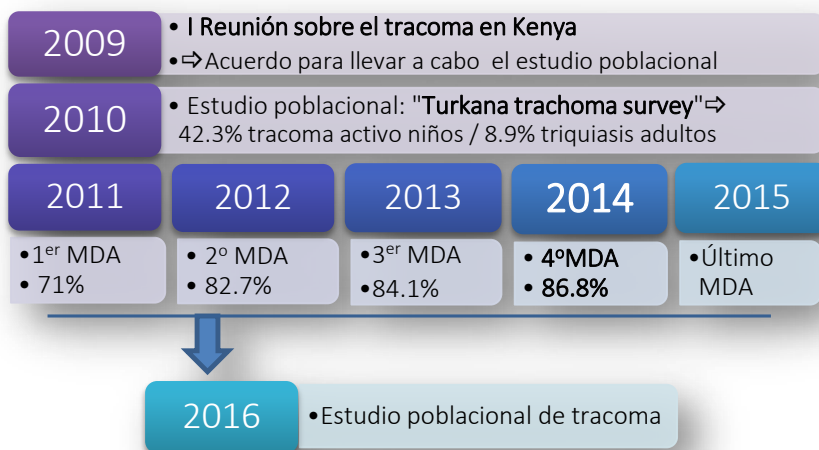 2009
• I Reunión sobre el tracoma en Kenya
• ⇨Acuerdo para llevar a cabo el estudio poblacional
2010
• Estudio poblacional: "Turkana trachoma survey"⇨
42.3% tracoma activo niños / 8.9% triquiasis adultos
2011
•1er MDA
• 71%
2012
• 2º MDA
• 82.7%
2013
•3er MDA
•84.1%
2014
• 4ºMDA
• 86.8%
2015
•Último
MDA
2016
•Estudio poblacional de tracoma